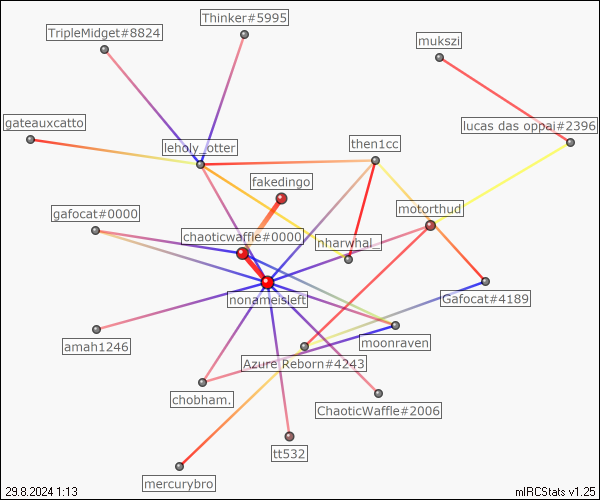 Thinker#5995
TripleMidget#8824
mukszi
gateauxcatto
lucas das oppai#2396
then1cc
leholy_otter
fakedingo
motorthud
gafocat#0000
chaoticwaffle#0000
nharwhal_
nonameisleft
Gafocat#4189
amah1246
moonraven
Azure Reborn#4243
chobham.
ChaoticWaffle#2006
tt532
mercurybro
29.8.2024 1:13
mIRCStats v1.25